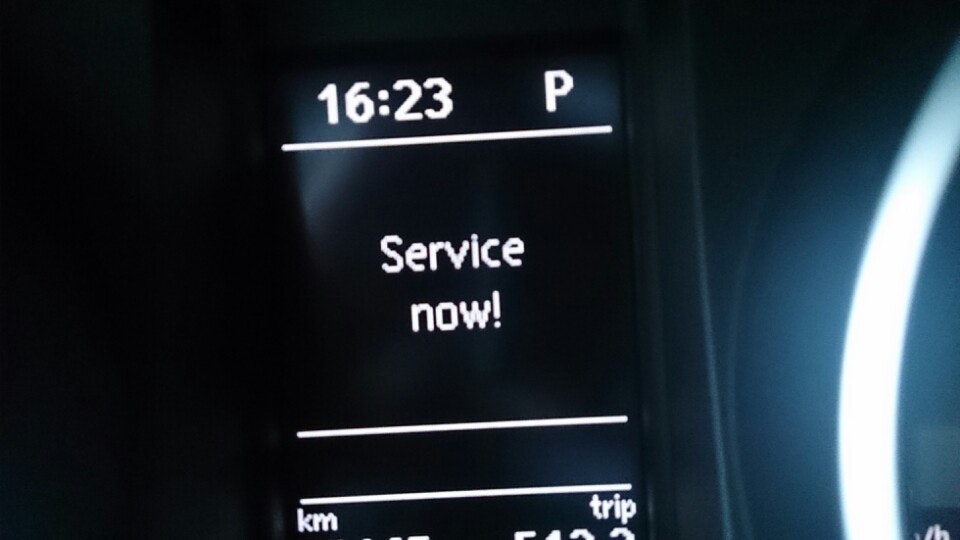 16:23 P
Service
now!
km trip